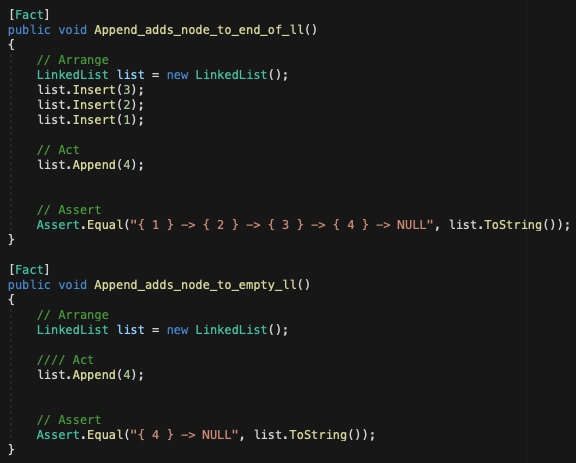 [Fact]
public void Append_adds_node_to_end_of_ll()
{
// Arrange
LinkedList list = new LinkedList();
list.Insert(3);
list.Insert(2);
list.Insert(1);
// Act
list.Append(4);
// Assert
Assert.Equal("{ 1 } -> { 2 } -> { 3 } -> { 4 } -> NULL", list.ToString());
}
[Fact]
public void Append_adds_node_to_empty_ll()
{
// Arrange
LinkedList list = new LinkedList();
//// Act
list.Append(4);
// Assert
Assert.Equal("{ 4 } -> NULL", list.ToString());
}